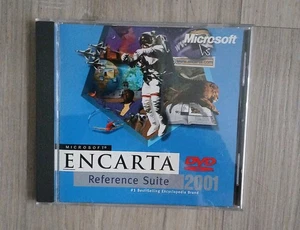 Microsoft
MICROSOFT®
ENCARTA
DVD
Reference Suite 2001
#1 BestSelling Encyclopedia Brand